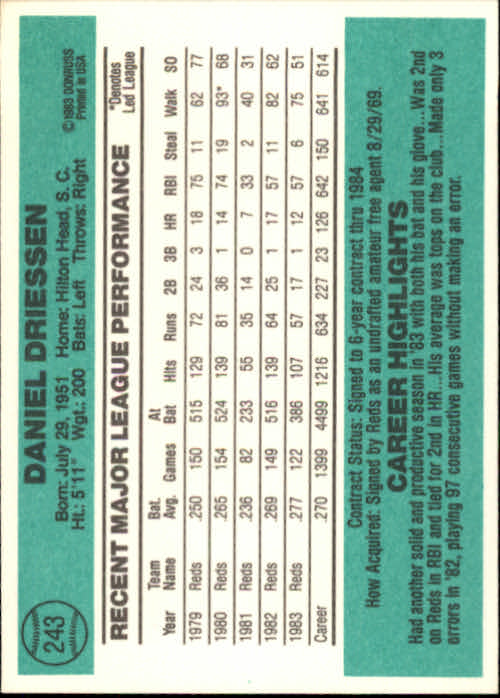 243
DANIEL DRIESSEN
©1983 DONRUSS
Printed in USA
Born: July 29, 1951 Home: Hilton Head, S. C.
Ht.: 5'11" Wgt.: 200 Bats: Left Throws: Right
RECENT MAJOR LEAGUE PERFORMANCE
*Denotes
Led League
Year Team Name Bat. Avg. Games At Bat Hits Runs 2B 3B HR RBI Steal Walk SO
1979 Reds .250 150 515 129 72 24 3 18 75 11 62 77
1980 Reds .265 154 524 139 81 36 1 14 74 19 93* 68
1981 Reds .236 82 233 55 35 14 0 7 33 2 40 31
1982 Reds .269 149 516 139 64 25 1 17 57 11 82 62
1983 Reds .277 122 386 107 57 17 1 12 57 6 75 51
Career .270 1399 4499 1216 634 227 23 126 642 150 641 614
Contract Status: Signed to 6-year contract thru 1984
How Acquired: Signed by Reds as an undrafted amateur free agent 8/29/69.
CAREER HIGHLIGHTS
Had another solid and productive season in '83 with both his bat and his glove...Was 2nd
on Reds in RBI and tied for 2nd in HR...His average was tops on the club...Made only 3
errors in '82, playing 97 consecutive games without making an error.